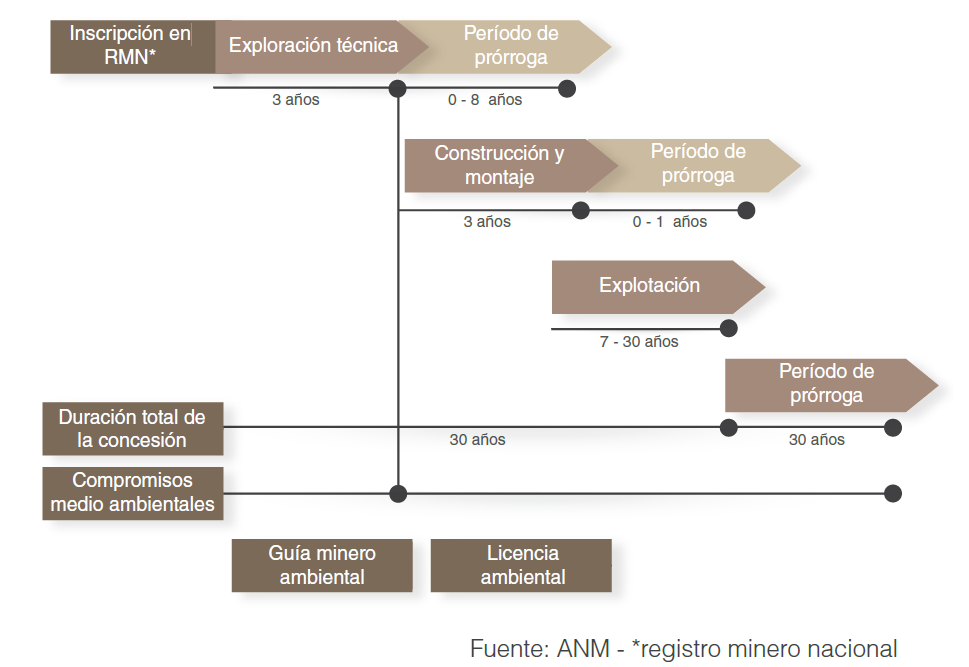 Inscripción en
RMN*
Exploración técnica
Período de
prórroga
3 años
0 - 8 años
Construcción y
montaje
Período de
prórroga
3 años
0 - 1 años
Explotación
7 - 30 años
Período de
prórroga
Duración total de
la concesión
30 años
30 años
Compromisos
medio ambientales
Guía minero
ambiental
Licencia
ambiental
Fuente: ANM - *registro minero nacional